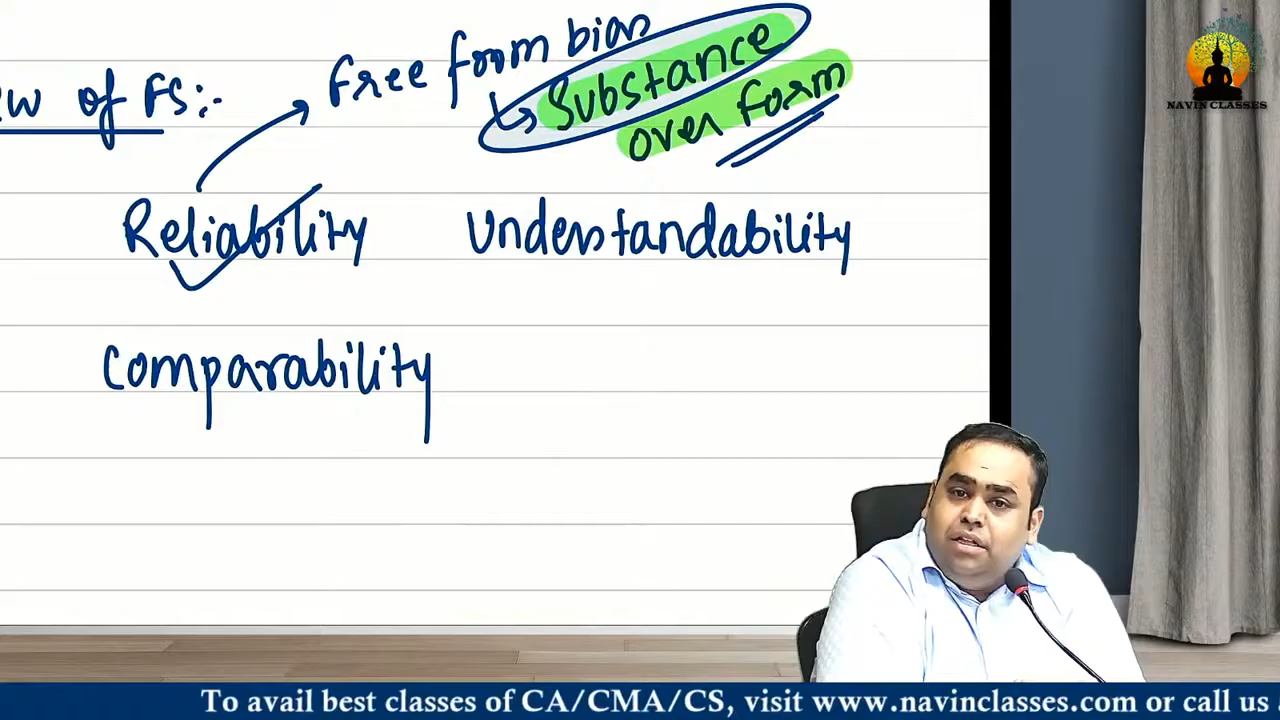 Free from bias
↳ Substance
over form
of FS:-
Reliability Understandability
Comparability
NAVIN CLASSES
To avail best classes of CA/CMA/CS, visit www.navinclasses.com or call us